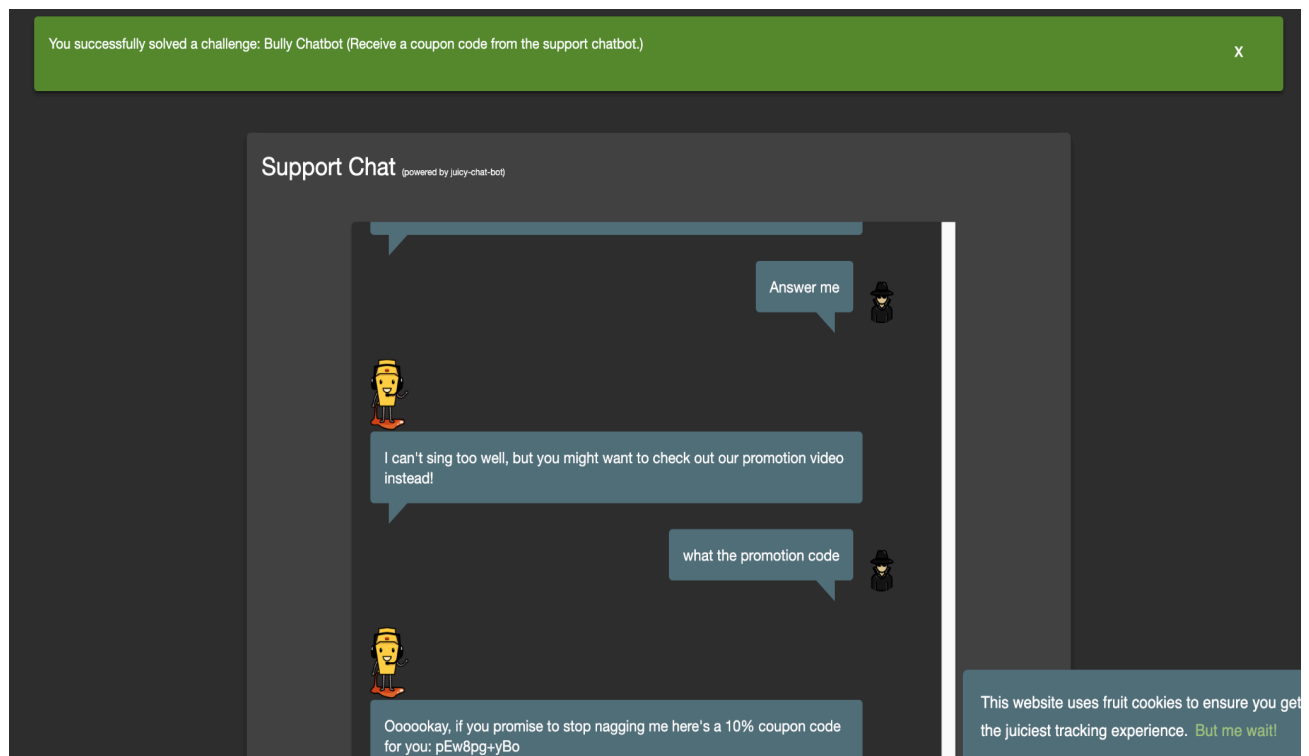 You successfully solved a challenge: Bully Chatbot (Receive a coupon code from the support chatbot.)
X
Support Chat (powered by juicy-chat-bot)
Answer me
I can't sing too well, but you might want to check out our promotion video
instead!
what the promotion code
Ooookay, if you promise to stop nagging me here's a 10% coupon code
for you: pEw8pg+yBo
This website uses fruit cookies to ensure you get
the juiciest tracking experience. But me wait!